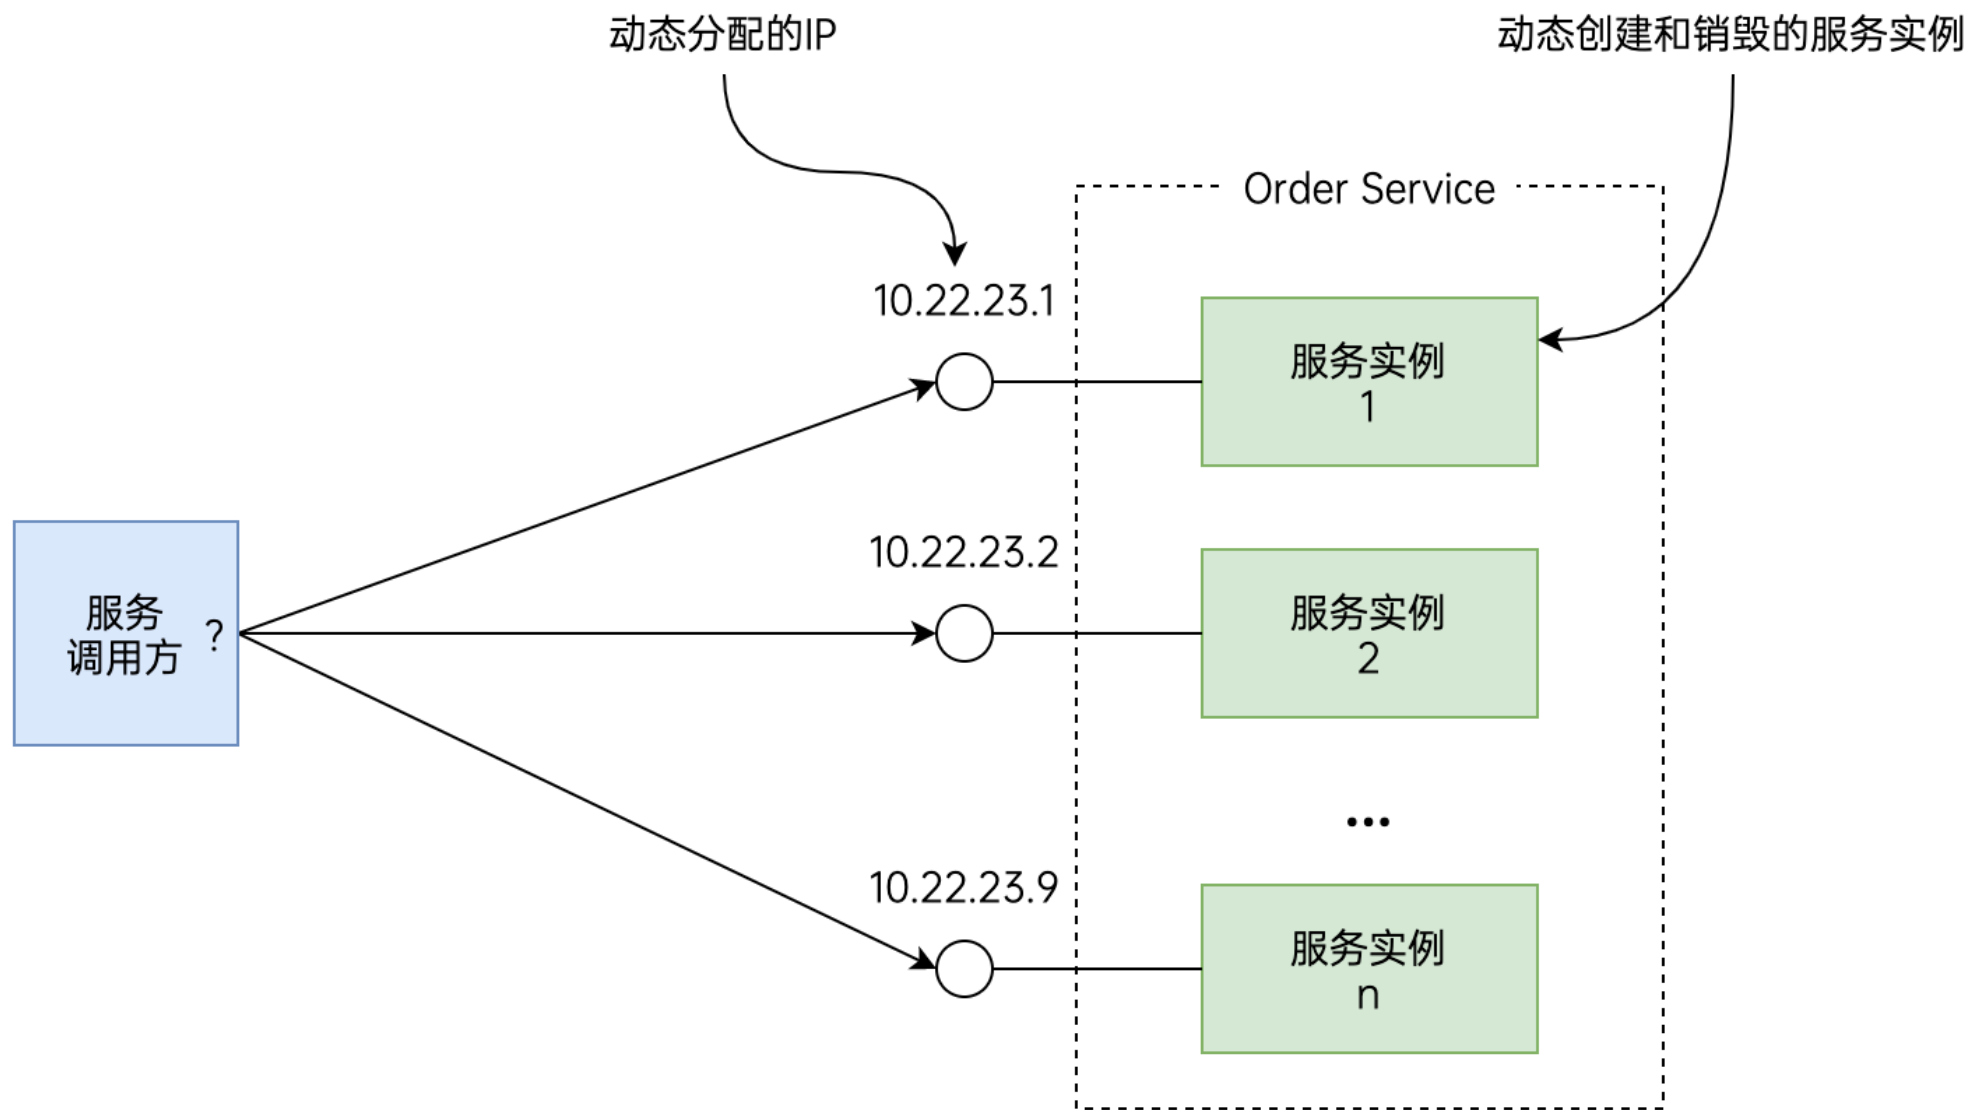 动态分配的IP
动态创建和销毁的服务实例
Order Service
10.22.23.1
服务实例
1
10.22.23.2
服务
调用方
?
服务实例
2
...
10.22.23.9
服务实例
n